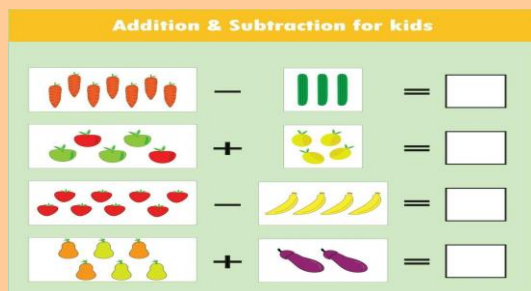 Addition & Subtraction for kids
− =
+ =
− =
+ =